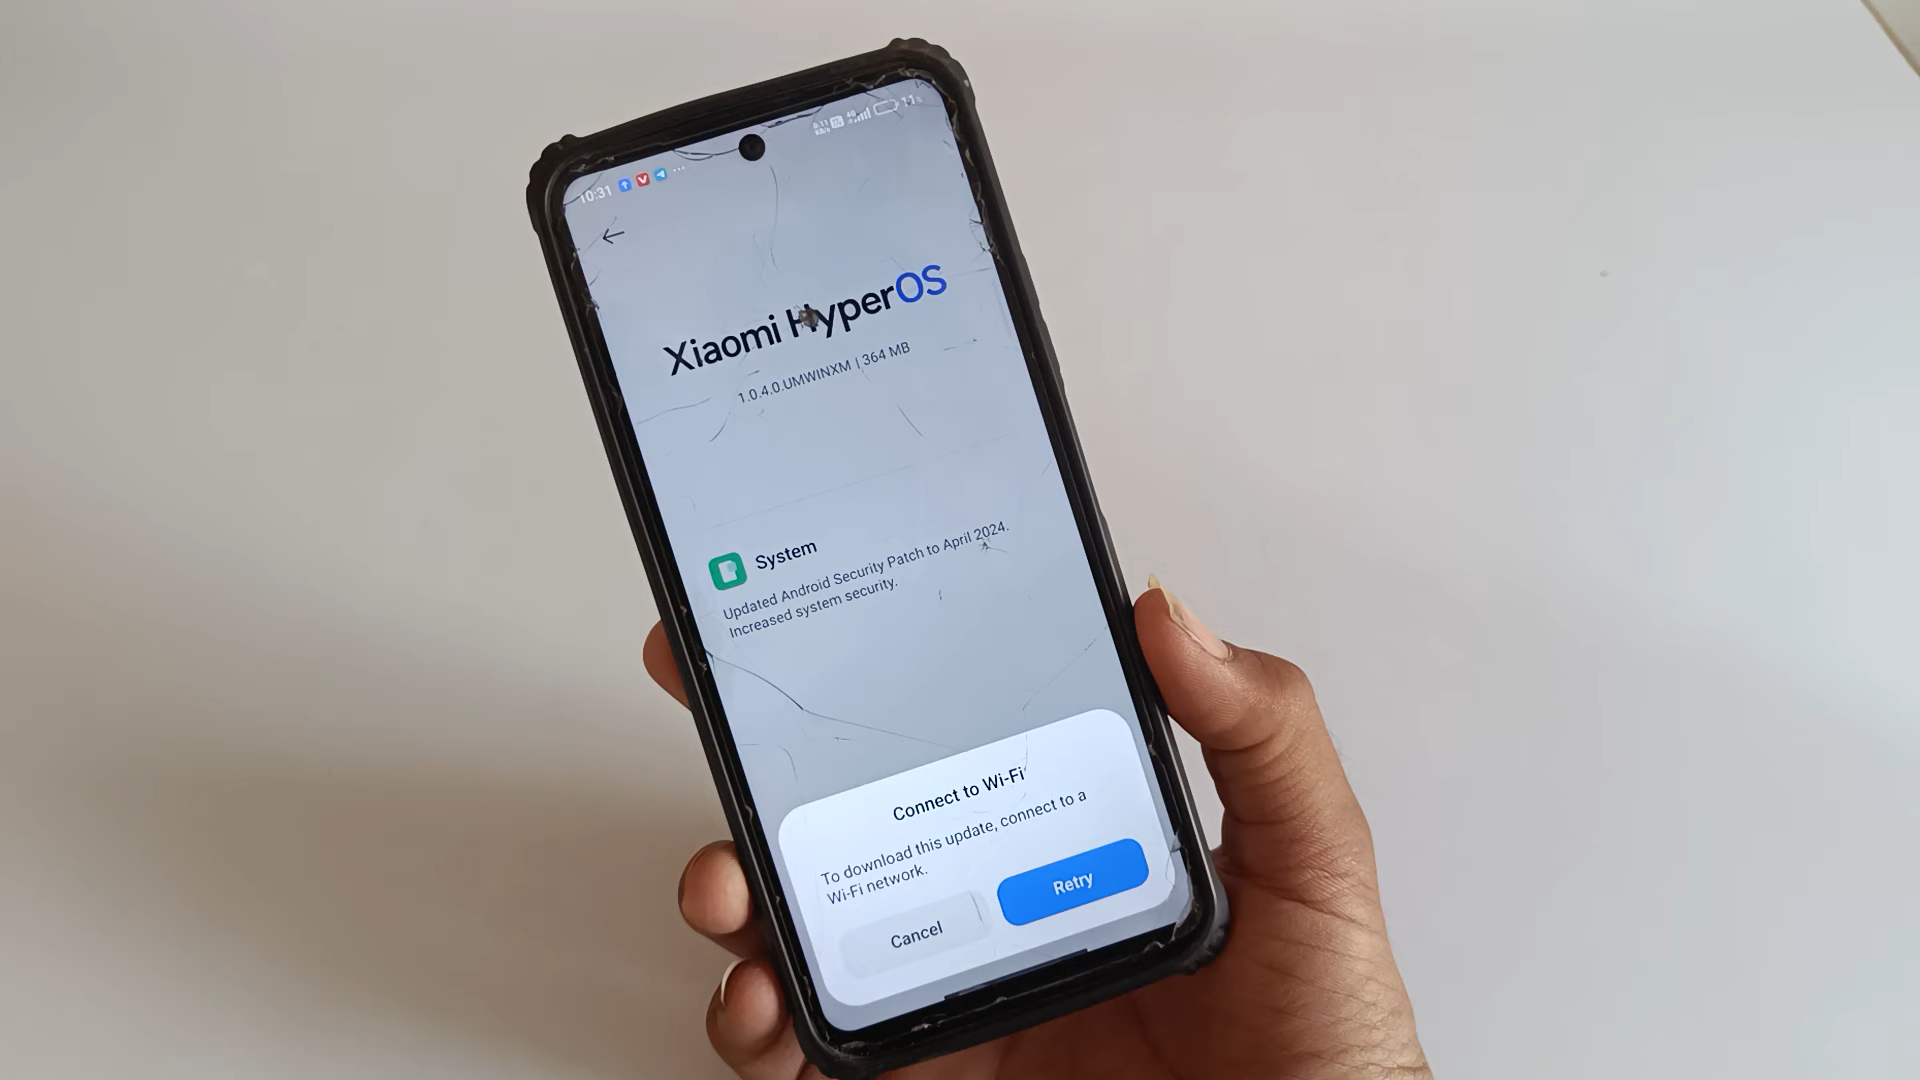 10:31
11%
Xiaomi HyperOS
1.0.4.0.UMWINXM | 364 MB
System
Updated Android Security Patch to April 2024.
Increased system security.
Connect to Wi-Fi
To download this update, connect to a
Wi-Fi network.
Cancel
Retry